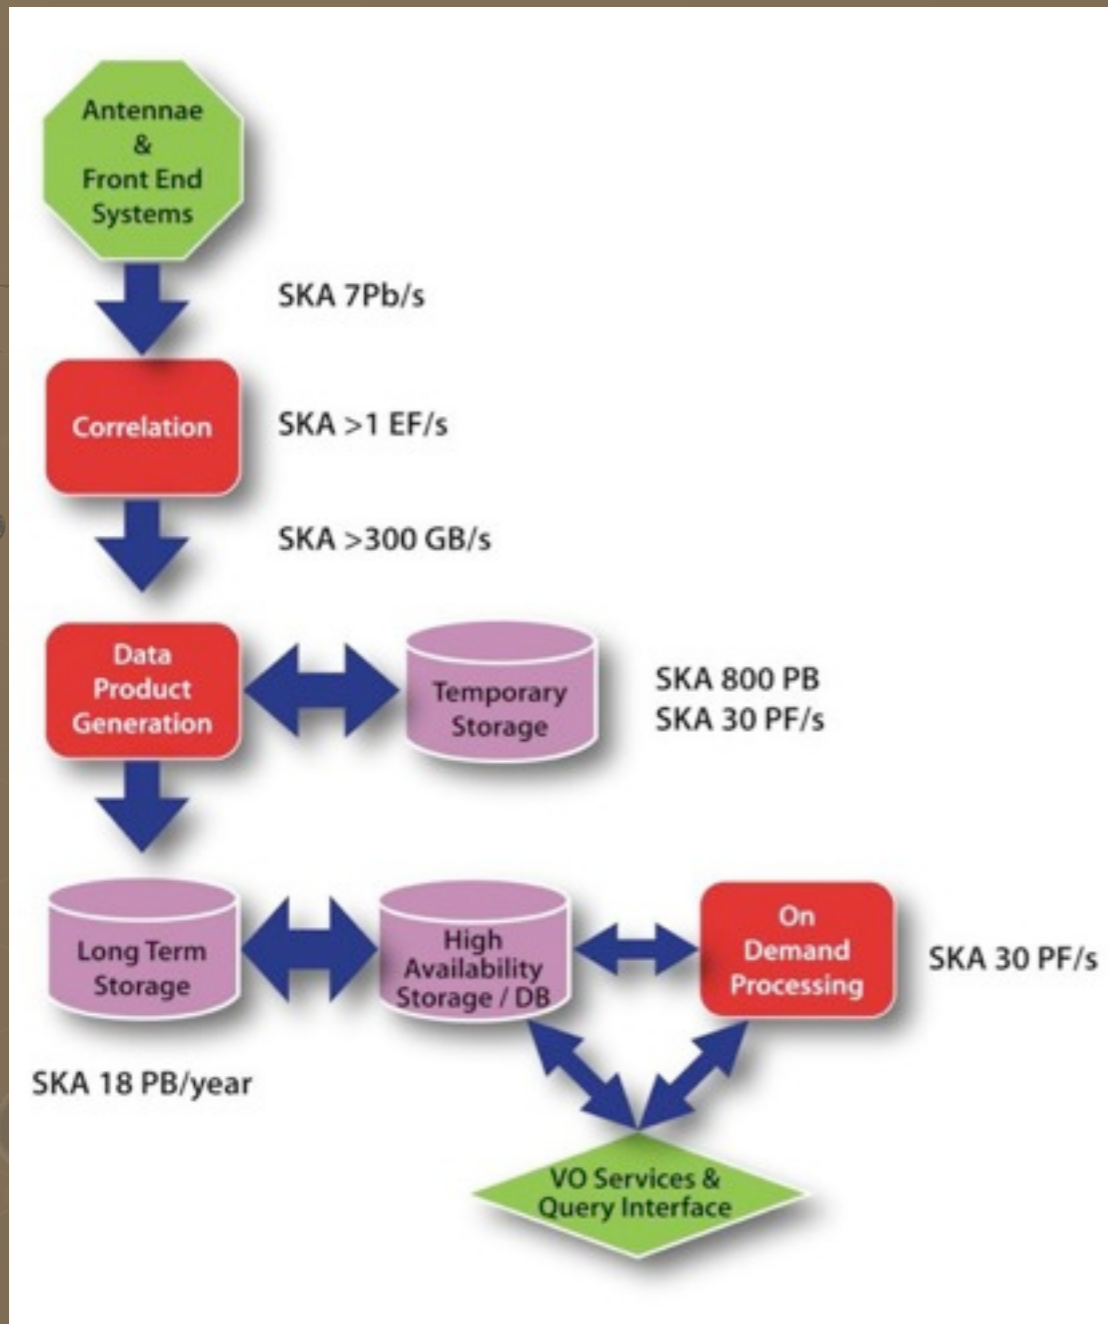 Antennae
&
Front End
Systems
SKA 7Pb/s
Correlation
SKA >1 EF/s
SKA >300 GB/s
Data
Product
Generation
Temporary
Storage
SKA 800 PB
SKA 30 PF/s
Long Term
Storage
High
Availability
Storage / DB
On
Demand
Processing
SKA 30 PF/s
SKA 18 PB/year
VO Services &
Query Interface